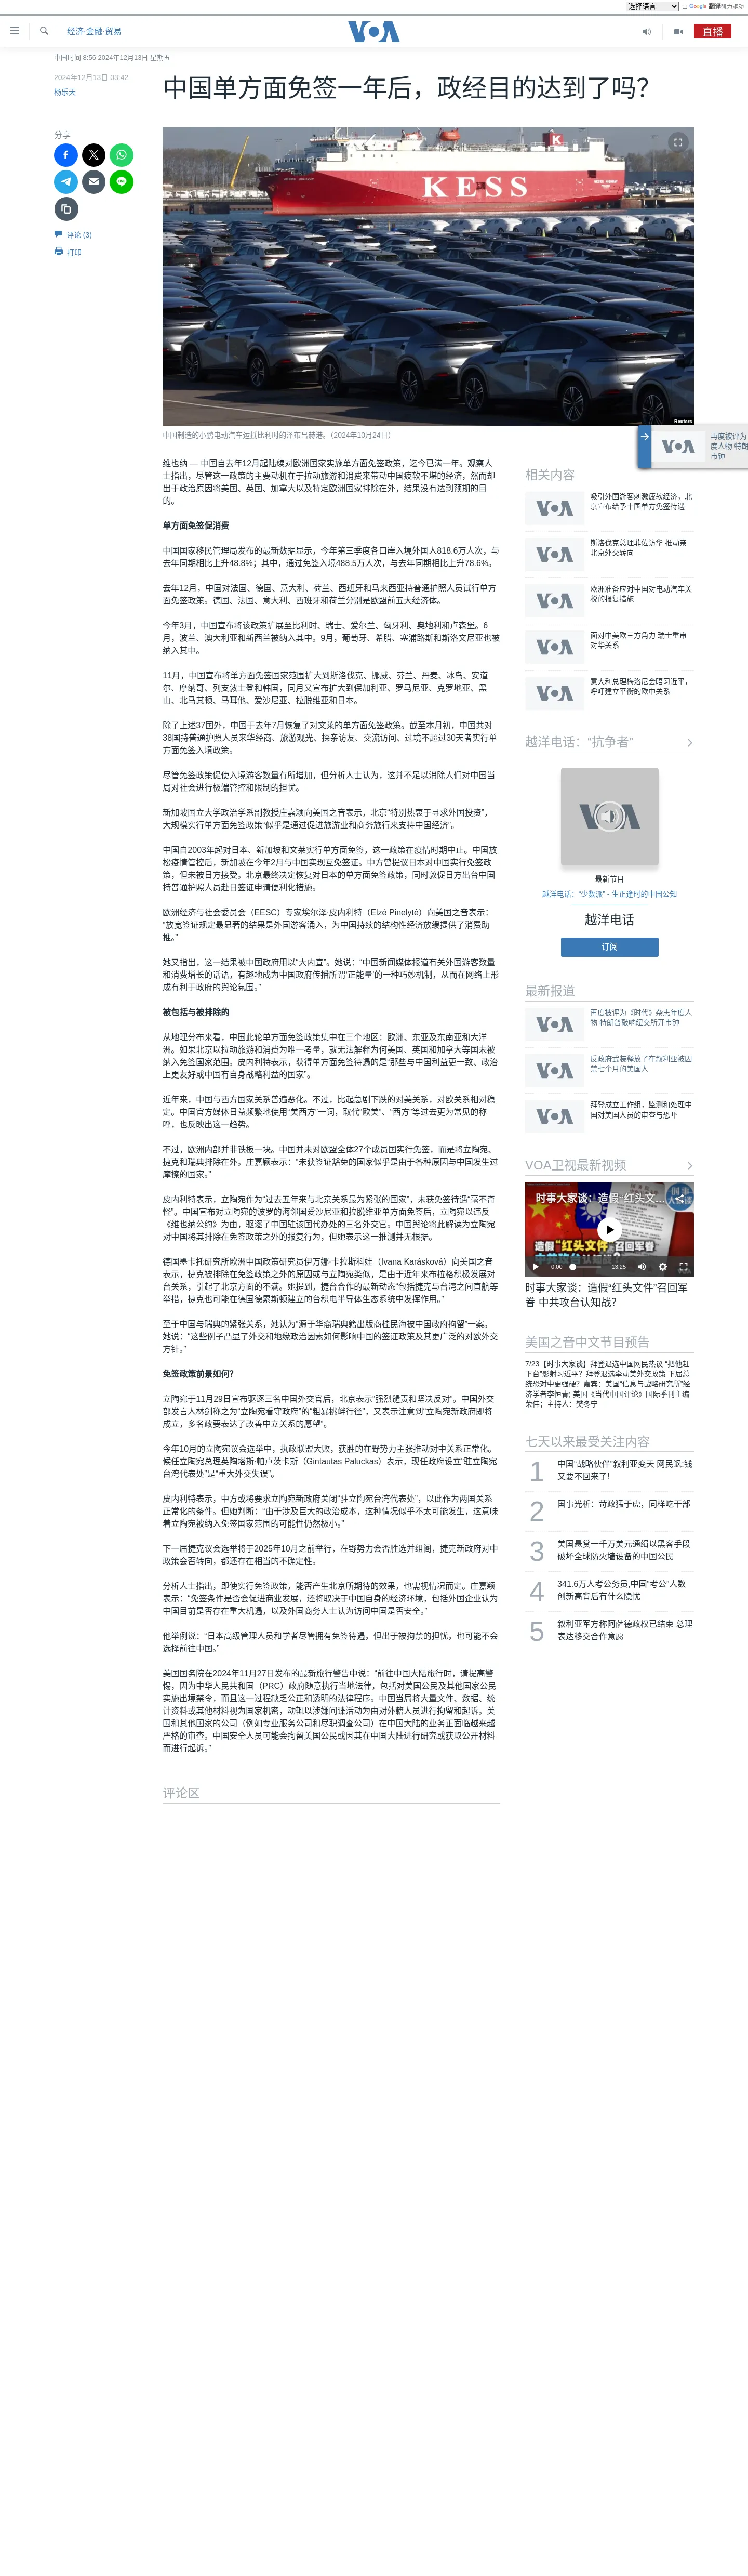 选择语言 由 Google 翻译强力驱动
经济·金融·贸易
VOA
直播
中国时间 8:56 2024年12月13日 星期五
2024年12月13日 03:42
杨乐天
中国单方面免签一年后，政经目的达到了吗？
分享
评论 (3)
打印
KESS
Reuters
中国制造的小鹏电动汽车运抵比利时的泽布吕赫港。（2024年10月24日）
维也纳 — 中国自去年12月起陆续对欧洲国家实施单方面免签政策，迄今已满一年。观察人
士指出，尽管这一政策的主要动机在于拉动旅游和消费来带动中国疲软不堪的经济，然而却
出于政治原因将美国、英国、加拿大以及特定欧洲国家排除在外，结果没有达到预期的目
的。
单方面免签促消费
中国国家移民管理局发布的最新数据显示，今年第三季度各口岸入境外国人818.6万人次，与
去年同期相比上升48.8%；其中，通过免签入境488.5万人次，与去年同期相比上升78.6%。
去年12月，中国对法国、德国、意大利、荷兰、西班牙和马来西亚持普通护照人员试行单方
面免签政策。德国、法国、意大利、西班牙和荷兰分别是欧盟前五大经济体。
今年3月，中国宣布将该政策扩展至比利时、瑞士、爱尔兰、匈牙利、奥地利和卢森堡。6
月，波兰、澳大利亚和新西兰被纳入其中。9月，葡萄牙、希腊、塞浦路斯和斯洛文尼亚也被
纳入其中。
11月，中国宣布将单方面免签国家范围扩大到斯洛伐克、挪威、芬兰、丹麦、冰岛、安道
尔、摩纳哥、列支敦士登和韩国，同月又宣布扩大到保加利亚、罗马尼亚、克罗地亚、黑
山、北马其顿、马耳他、爱沙尼亚、拉脱维亚和日本。
除了上述37国外，中国于去年7月恢复了对文莱的单方面免签政策。截至本月初，中国共对
38国持普通护照人员来华经商、旅游观光、探亲访友、交流访问、过境不超过30天者实行单
方面免签入境政策。
尽管免签政策促使入境游客数量有所增加，但分析人士认为，这并不足以消除人们对中国当
局对社会进行极端管控和限制的担忧。
新加坡国立大学政治学系副教授庄嘉颖向美国之音表示，北京“特别热衷于寻求外国投资”，
大规模实行单方面免签政策“似乎是通过促进旅游业和商务旅行来支持中国经济”。
中国自2003年起对日本、新加坡和文莱实行单方面免签，这一政策在疫情时期中止。中国放
松疫情管控后，新加坡在今年2月与中国实现互免签证。中方曾提议日本对中国实行免签政
策，但未被日方接受。北京最终决定恢复对日本的单方面免签政策，同时敦促日方出台中国
持普通护照人员赴日签证申请便利化措施。
欧洲经济与社会委员会（EESC）专家埃尔泽·皮内利特（Elzė Pinelytė）向美国之音表示：
“放宽签证规定最显著的结果是外国游客涌入，为中国持续的结构性经济放缓提供了消费助
推。”
她又指出，这一结果被中国政府用以“大内宣”。她说：“中国新闻媒体报道有关外国游客数量
和消费增长的话语，有趣地成为中国政府传播所谓‘正能量’的一种巧妙机制，从而在网络上形
成有利于政府的舆论氛围。”
被包括与被排除的
从地理分布来看，中国此轮单方面免签政策集中在三个地区：欧洲、东亚及东南亚和大洋
洲。如果北京以拉动旅游和消费为唯一考量，就无法解释为何美国、英国和加拿大等国未被
纳入免签国家范围。皮内利特表示，获得单方面免签待遇的是“那些与中国利益更一致、政治
上更友好或中国有自身战略利益的国家”。
近年来，中国与西方国家关系普遍恶化。不过，比起急剧下跌的对美关系，对欧关系相对稳
定。中国官方媒体日益频繁地使用“美西方”一词，取代“欧美”、“西方”等过去更为常见的称
呼，也反映出这一趋势。
不过，欧洲内部并非铁板一块。中国并未对欧盟全体27个成员国实行免签，而是将立陶宛、
捷克和瑞典排除在外。庄嘉颖表示：“未获签证豁免的国家似乎是由于各种原因与中国发生过
摩擦的国家。”
皮内利特表示，立陶宛作为“过去五年来与北京关系最为紧张的国家”，未获免签待遇“毫不奇
怪”。中国宣布对立陶宛的波罗的海邻国爱沙尼亚和拉脱维亚单方面免签后，立陶宛以违反
《维也纳公约》为由，驱逐了中国驻该国代办处的三名外交官。中国舆论将此解读为立陶宛
对中国将其排除在免签政策之外的报复行为，但她表示这一推测并无根据。
德国墨卡托研究所欧洲中国政策研究员伊万娜·卡拉斯科娃（Ivana Karásková）向美国之音
表示，捷克被排除在免签政策之外的原因或与立陶宛类似，是由于近年来布拉格积极发展对
台关系，引起了北京方面的不满。她提到，捷台合作的最新动态“包括捷克与台湾之间直航等
举措，捷克也可能在德国德累斯顿建立的台积电半导体生态系统中发挥作用。”
至于中国与瑞典的紧张关系，她认为“源于华裔瑞典籍出版商桂民海被中国政府拘留”一案。
她说：“这些例子凸显了外交和地缘政治因素如何影响中国的签证政策及其更广泛的对欧外交
方针。”
免签政策前景如何？
立陶宛于11月29日宣布驱逐三名中国外交官后，北京表示“强烈谴责和坚决反对”。中国外交
部发言人林剑称之为“立陶宛看守政府”的“粗暴挑衅行径”，又表示注意到“立陶宛新政府即将
成立，多名政要表达了改善中立关系的愿望”。
今年10月的立陶宛议会选举中，执政联盟大败，获胜的在野势力主张推动对中关系正常化。
候任立陶宛总理英陶塔斯·帕卢茨卡斯（Gintautas Paluckas）表示，现任政府设立“驻立陶宛
台湾代表处”是“重大外交失误”。
皮内利特表示，中方或将要求立陶宛新政府关闭“驻立陶宛台湾代表处”，以此作为两国关系
正常化的条件。但她判断：“由于涉及巨大的政治成本，这种情况似乎不太可能发生，这意味
着立陶宛被纳入免签国家范围的可能性仍然极小。”
下一届捷克议会选举将于2025年10月之前举行，在野势力会否胜选并组阁，捷克新政府对中
政策会否转向，都还存在相当的不确定性。
分析人士指出，即使实行免签政策，能否产生北京所期待的效果，也需视情况而定。庄嘉颖
表示：“免签条件是否会促进商业发展，还将取决于中国自身的经济环境，包括外国企业认为
中国目前是否存在重大机遇，以及外国商务人士认为访问中国是否安全。”
他举例说：“日本高级管理人员和学者尽管拥有免签待遇，但出于被拘禁的担忧，也可能不会
选择前往中国。”
美国国务院在2024年11月27日发布的最新旅行警告中说：“前往中国大陆旅行时，请提高警
惕，因为中华人民共和国（PRC）政府随意执行当地法律，包括对美国公民及其他国家公民
实施出境禁令，而且这一过程缺乏公正和透明的法律程序。中国当局将大量文件、数据、统
计资料或其他材料视为国家机密，动辄以涉嫌间谍活动为由对外籍人员进行拘留和起诉。美
国和其他国家的公司（例如专业服务公司和尽职调查公司）在中国大陆的业务正面临越来越
严格的审查。中国安全人员可能会拘留美国公民或因其在中国大陆进行研究或获取公开材料
而进行起诉。”
评论区
再度被评为
度人物 特朗
市钟
相关内容
吸引外国游客刺激疲软经济，北
京宣布给予十国单方免签待遇
斯洛伐克总理菲佐访华 推动亲
北京外交转向
欧洲准备应对中国对电动汽车关
税的报复措施
面对中美欧三方角力 瑞士重审
对华关系
意大利总理梅洛尼会晤习近平，
呼吁建立平衡的欧中关系
越洋电话：“抗争者”
最新节目
越洋电话：“少数派” - 生正逢时的中国公知
越洋电话
订阅
最新报道
再度被评为《时代》杂志年度人
物 特朗普敲响纽交所开市钟
反政府武装释放了在叙利亚被囚
禁七个月的美国人
拜登成立工作组，监测和处理中
国对美国人员的审查与恐吓
VOA卫视最新视频
时事大家谈：造假“红头文...
造假“红头文件”召回军眷
中共攻台认知战？
0:00 13:25
时事大家谈：造假“红头文件”召回军
眷 中共攻台认知战？
美国之音中文节目预告
7/23【时事大家谈】拜登退选中国网民热议 “把他赶
下台”影射习近平？拜登退选牵动美外交政策 下届总
统恐对中更强硬？嘉宾：美国“信息与战略研究所”经
济学者李恒青; 美国《当代中国评论》国际季刊主编
荣伟；主持人：樊冬宁
七天以来最受关注内容
1 中国“战略伙伴”叙利亚变天 网民讽:钱
又要不回来了!
2 国事光析：苛政猛于虎，同样吃干部
3 美国悬赏一千万美元通缉以黑客手段
破坏全球防火墙设备的中国公民
4 341.6万人考公务员,中国“考公”人数
创新高背后有什么隐忧
5 叙利亚军方称阿萨德政权已结束 总理
表达移交合作意愿